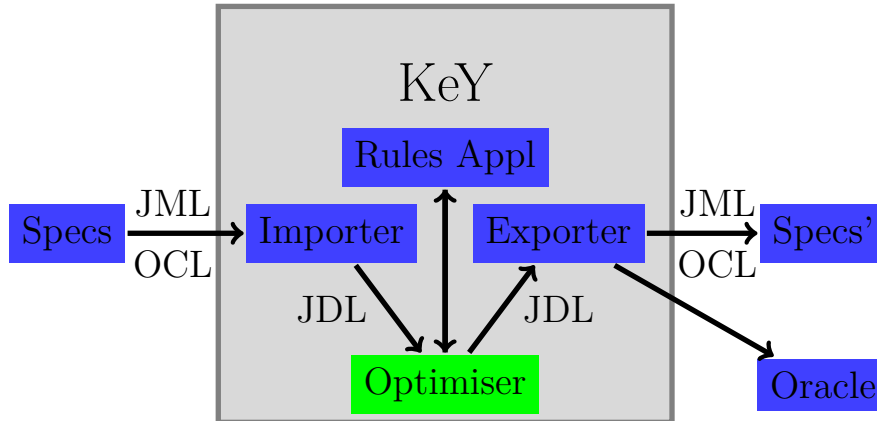 KeY
Rules Appl
JML
JML
Specs
Importer
Exporter
Specs'
OCL
OCL
JDL
JDL
Optimiser
Oracle